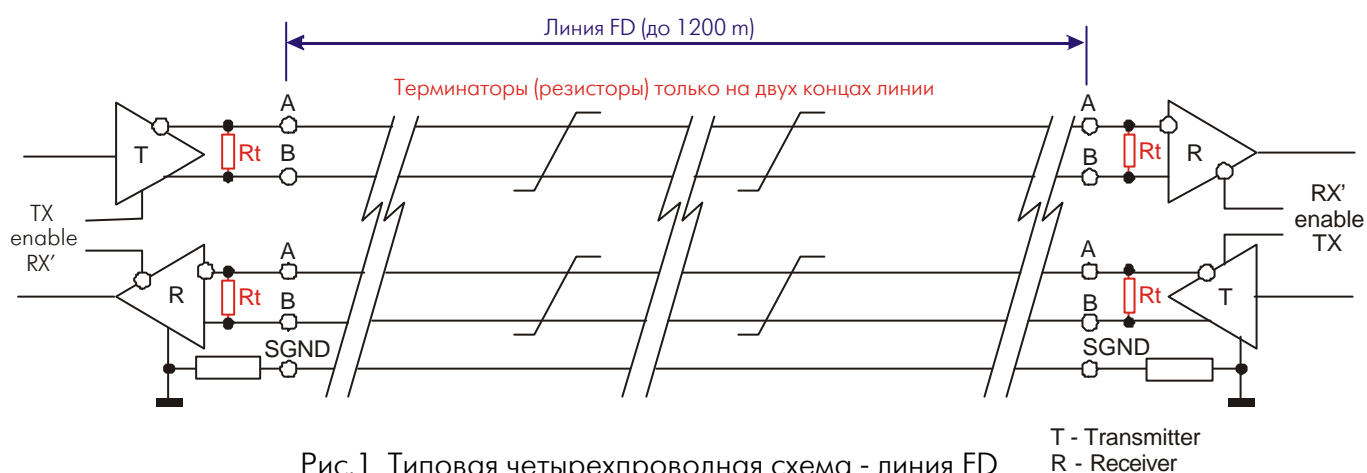 Линия FD (до 1200 m)
Терминаторы (резисторы) только на двух концах линии
A
A
T
Rt
B
B
Rt
R
TX
enable
RX'
RX'
enable
TX
A
A
R
Rt
B
B
Rt
T
SGND
SGND
T - Transmitter
R - Receiver
Рис.1 Типовая четырехпроводная схема - линия FD